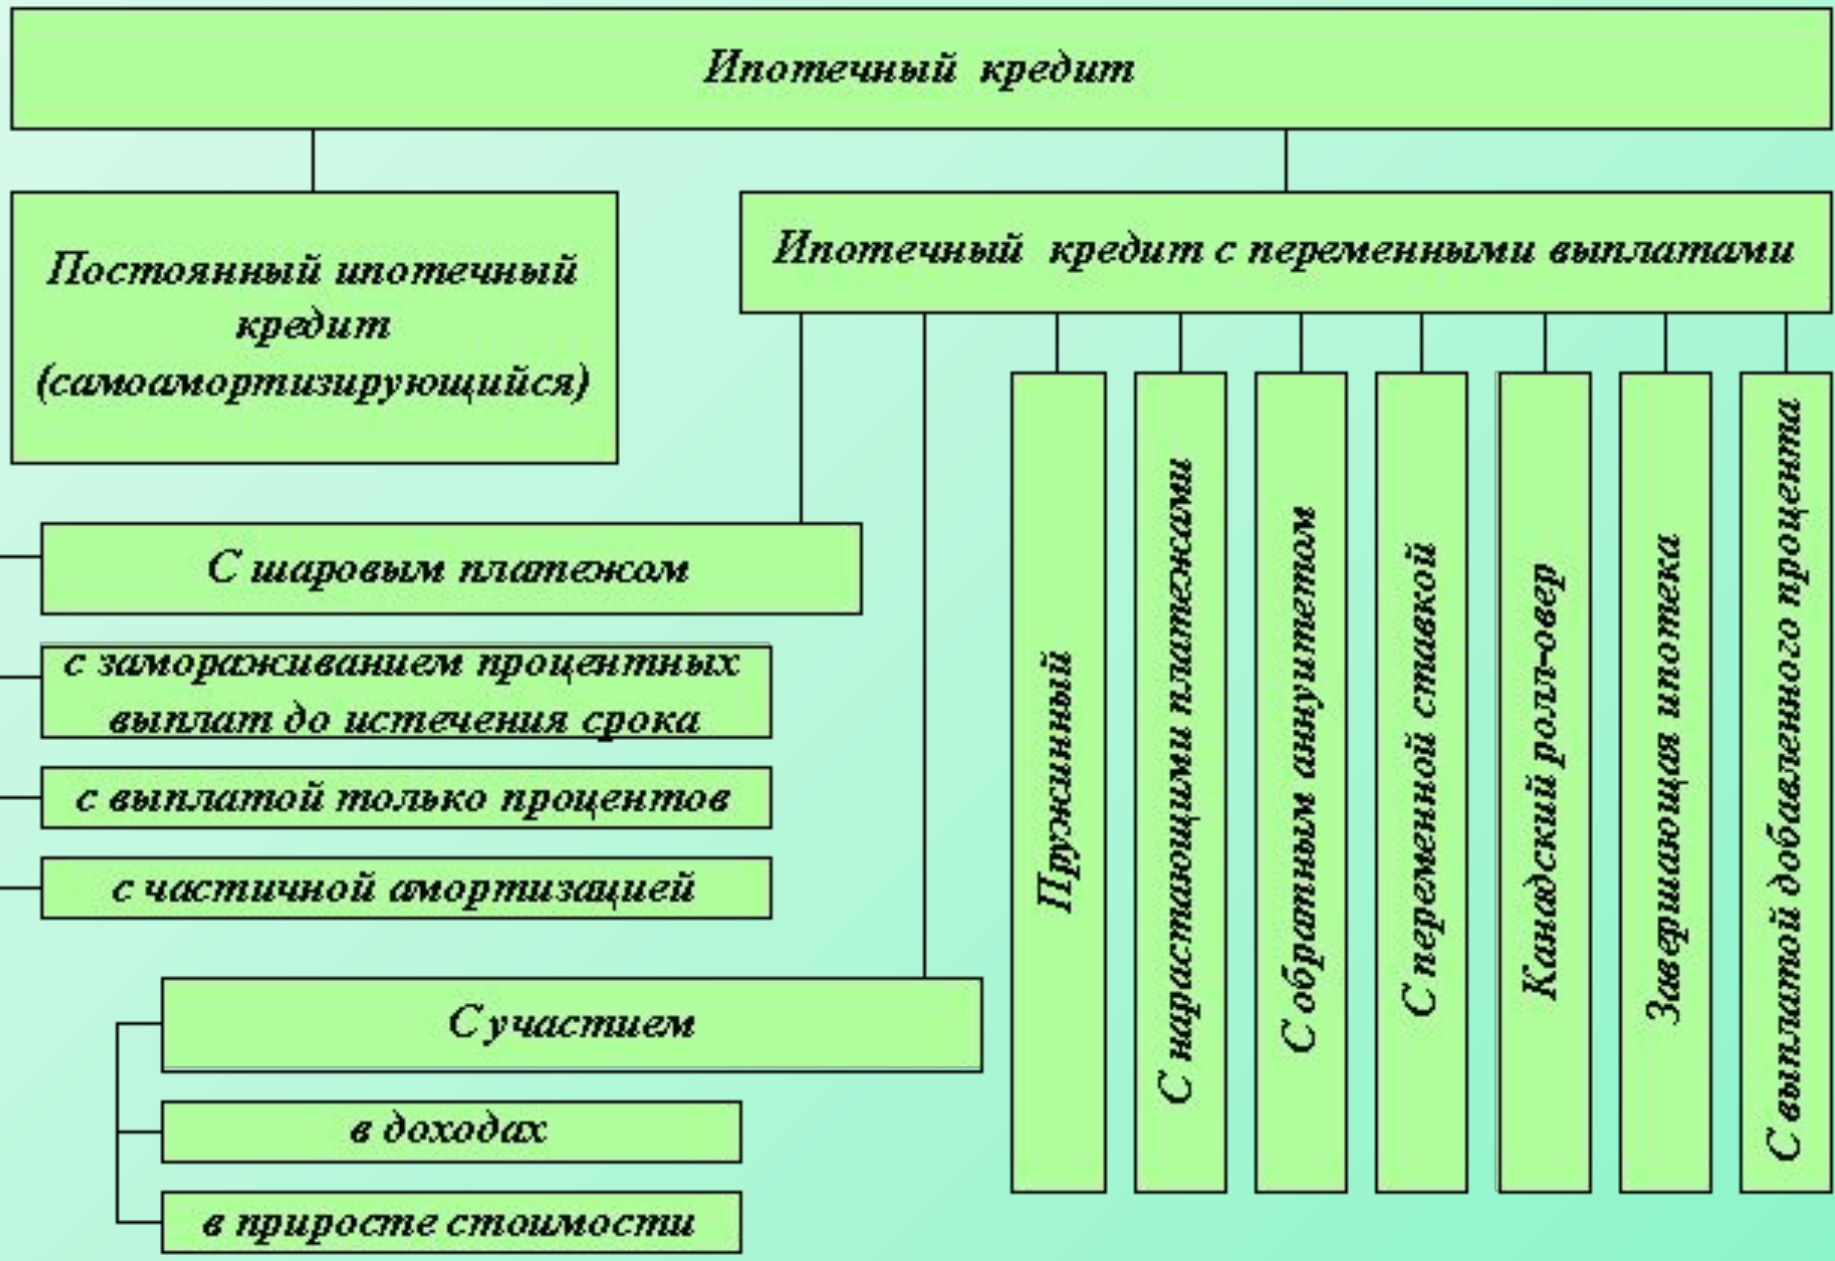 Ипотечный кредит
Постоянный ипотечный
кредит
(самоамортизирующийся)
Ипотечный кредит с переменными выплатами
С шаровым платежом
с замораживанием процентных
выплат до истечения срока
с выплатой только процентов
с частичной амортизацией
С участием
в доходах
в приросте стоимости
Пружинный
С нарастающими платежами
С обратным аннуитетом
С переменной ставкой
Канадский ролл-овер
Завершающая ипотека
С выплатой добавленного процента